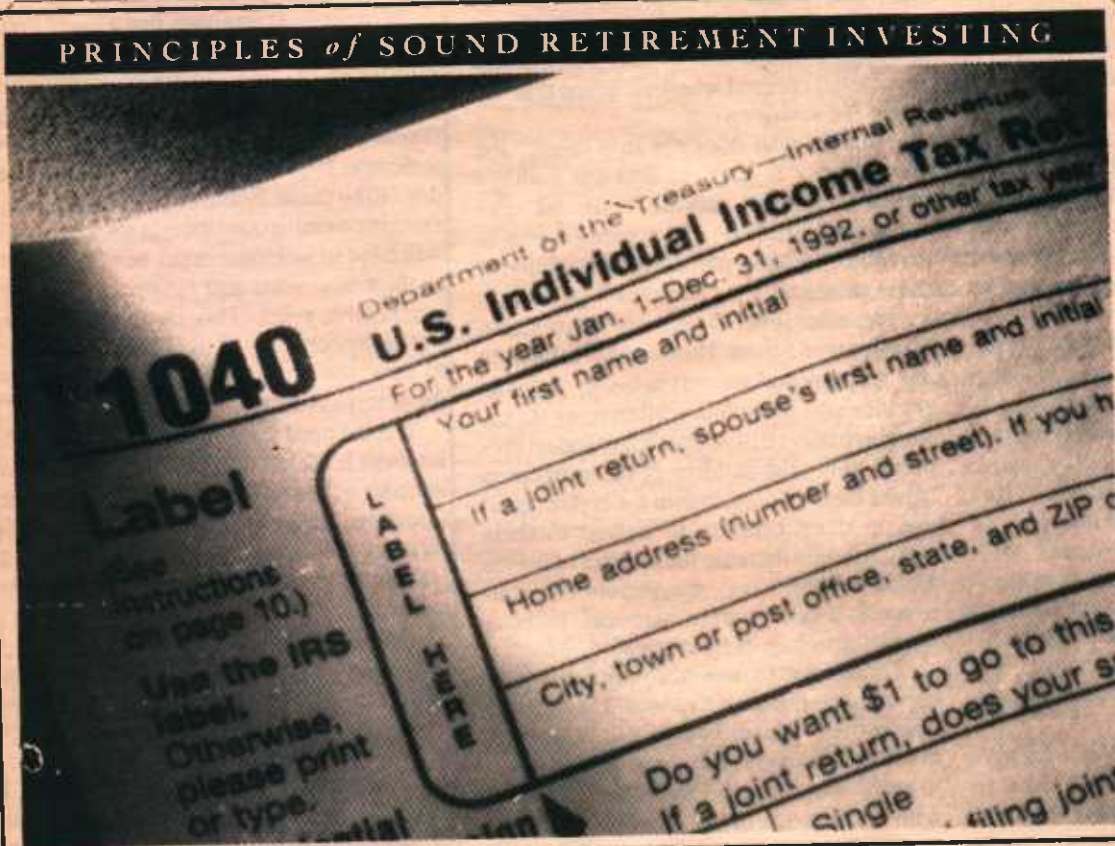 PRINCIPLES of SOUND RETIREMENT INVESTING
Department of the Treasury—Internal Revenue
1040
U.S. Individual Income Tax Ret
For the year Jan. 1–Dec. 31, 1992, or other tax year
Label
(See
instructions
on page 10.)
Use the IRS
label.
Otherwise,
please print
or type.
LABEL HERE
Your first name and initial
If a joint return, spouse's first name and initial
Home address (number and street). If you h
City, town or post office, state, and ZIP
Do you want $1 to go to this
If a joint return, does your s
Single
filing join